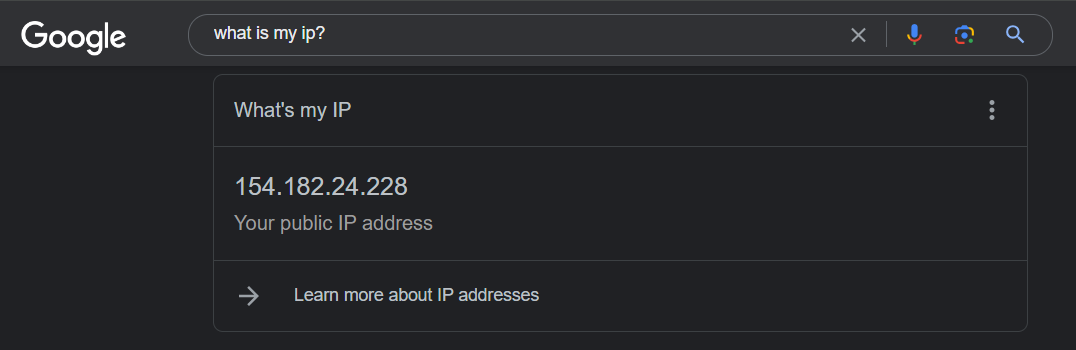 Google
what is my ip?
What's my IP
154.182.24.228
Your public IP address
Learn more about IP addresses